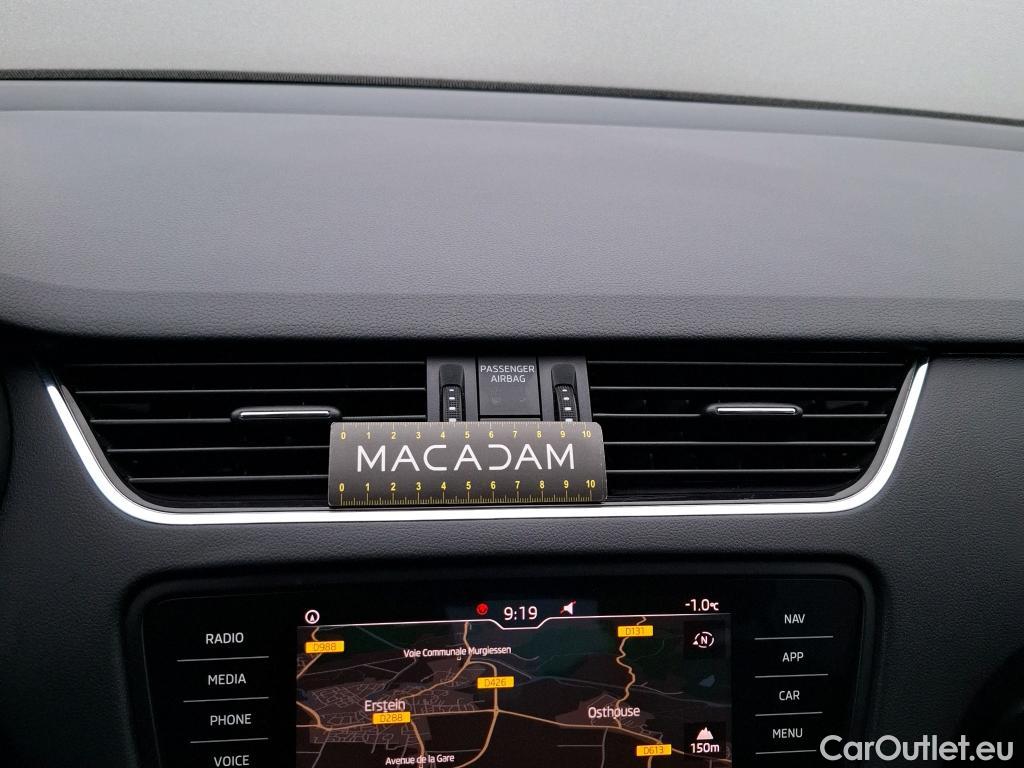 PASSENGER
AIRBAG
0 1 2 3 4 5 6 7 8 9 10
MACADAM
0 1 2 3 4 5 6 7 8 9 10
9:19
-1.0°C
RADIO
MEDIA
PHONE
VOICE
D988
Voie Communale Murgiessen
D131
N
D426
Erstein
D288
Osthouse
D613
150m
Avenue de la Gare
NAV
APP
CAR
MENU
CarOutlet.eu